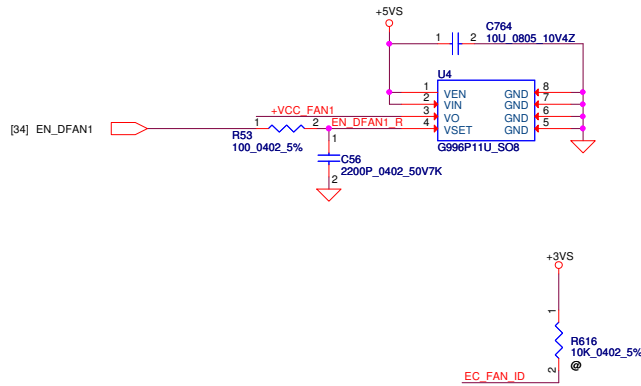 +5VS
C764
1 2 10U_0805_10V4Z
U4
1 VEN GND 8
2 VIN GND 7
+VCC_FAN1 3 VO GND 6
[34] EN_DFAN1 1 2 EN_DFAN1_R 4 VSET GND 5
R53
100_0402_5%
G996P11U_SO8
1
C56
2200P_0402_50V7K
2
+3VS
1
R616
10K_0402_5%
@
2
EC_FAN_ID